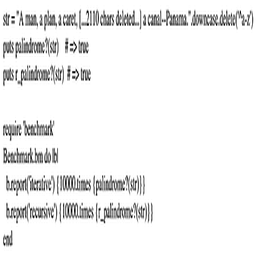 str = "A man, a plan, a caret, [...2110 chars deleted...] a canal--Panama.".downcase.delete('^a-z')
puts palindrome?(str)    # => true
puts r_palindrome?(str)  # => true
require 'benchmark'
Benchmark.bm do |b|
b.report('iterative') {10000.times {palindrome?(str)}}
b.report('recursive') {10000.times {r_palindrome?(str)}}
end